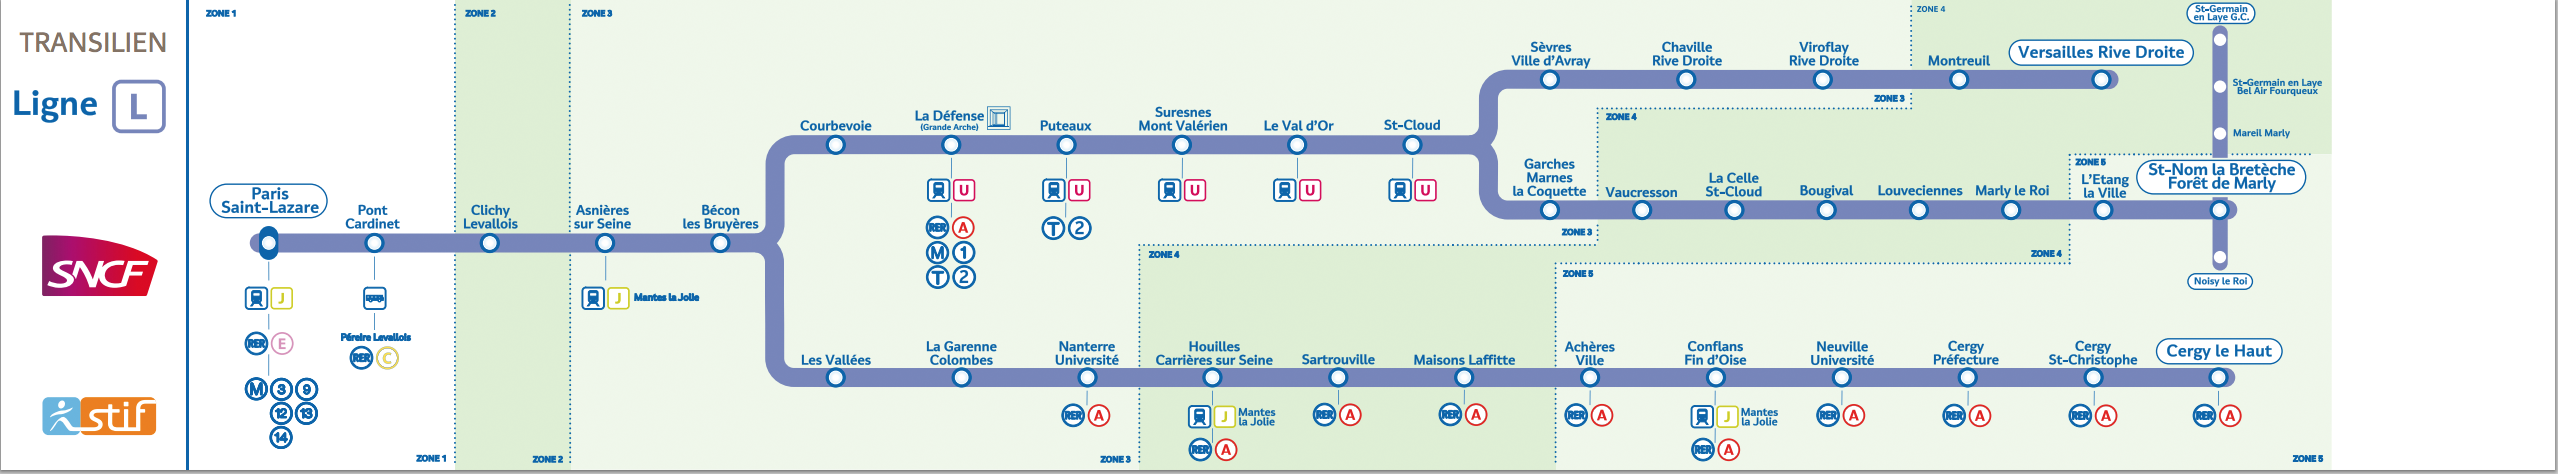 TRANSILIEN
Ligne L
SNCF
stif
ZONE 1
ZONE 2
ZONE 3
ZONE 4
Paris
Saint-Lazare
J
RER E
M 3 9
12 13
14
Pont
Cardinet
Péreire Levallois
RER C
ZONE 1
Clichy
Levallois
ZONE 2
Asnières
sur Seine
J Mantes la Jolie
Bécon
les Bruyères
Courbevoie
La Défense
(Grande Arche)
U
RER A
M 1
T 2
Puteaux
U
T 2
Suresnes
Mont Valérien
U
Le Val d'Or
U
St-Cloud
U
Sèvres
Ville d'Avray
Chaville
Rive Droite
Viroflay
Rive Droite
ZONE 3
Montreuil
Versailles Rive Droite
ZONE 4
Garches
Marnes
la Coquette
ZONE 3
Vaucresson
La Celle
St-Cloud
Bougival
Louveciennes
Marly le Roi
ZONE 4
ZONE 5
L'Etang
la Ville
St-Nom la Bretèche
Forêt de Marly
St-Germain
en Laye G.C.
St-Germain en Laye
Bel Air Fourqueux
Mareil Marly
Noisy le Roi
Les Vallées
La Garenne
Colombes
Nanterre
Université
RER A
ZONE 3
ZONE 4
Houilles
Carrières sur Seine
J Mantes
la Jolie
RER A
Sartrouville
RER A
Maisons Laffitte
RER A
ZONE 5
Achères
Ville
RER A
Conflans
Fin d'Oise
J Mantes
la Jolie
RER A
Neuville
Université
RER A
Cergy
Préfecture
RER A
Cergy
St-Christophe
RER A
Cergy le Haut
RER A
ZONE 5